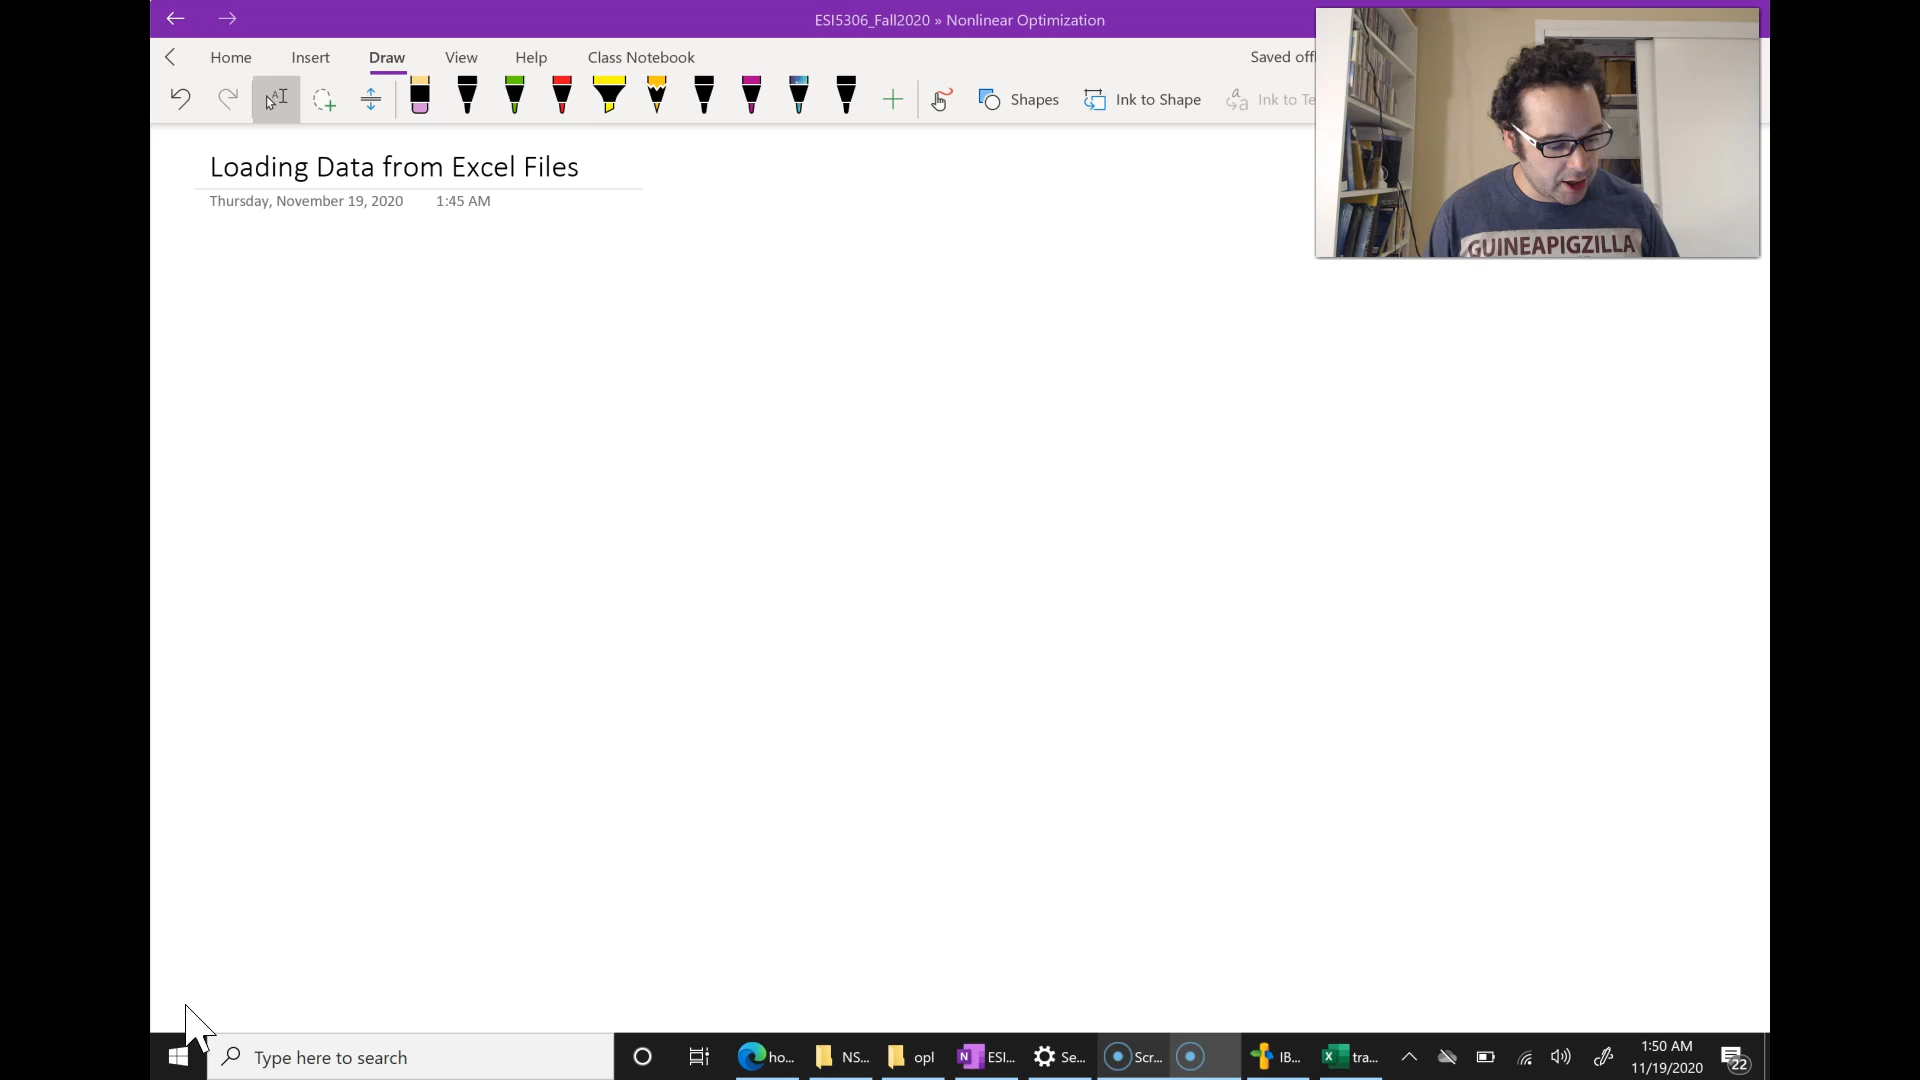 ESI5306_Fall2020 » Nonlinear Optimization
Home Insert Draw View Help Class Notebook Saved offl
Shapes Ink to Shape Ink to Te
Loading Data from Excel Files
Thursday, November 19, 2020 1:45 AM
GUINEAPIGZILLA
Type here to search
ho... NS... opl ESI... Se... Scr... IB... tra...
1:50 AM
11/19/2020
22